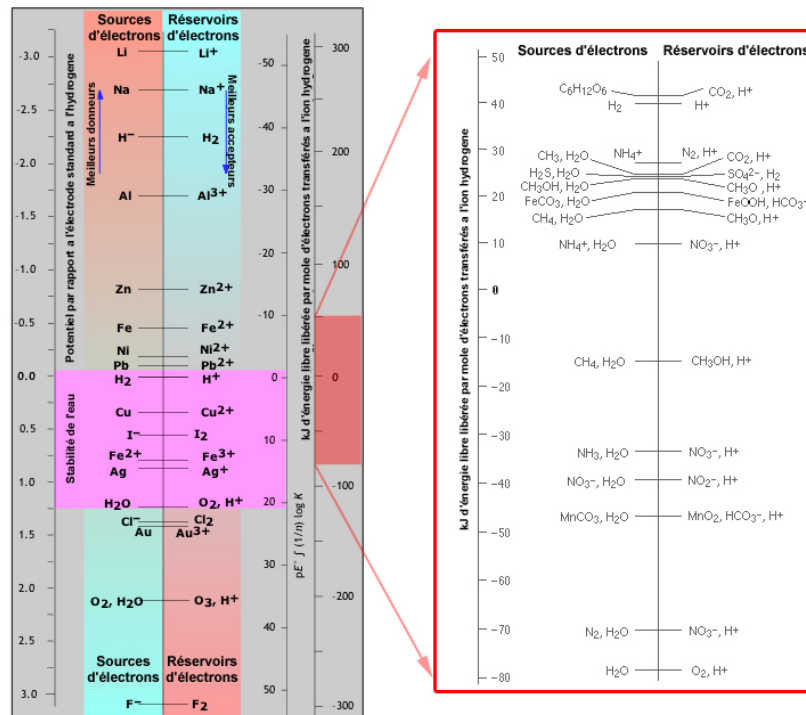 Sources d'électrons
Réservoirs d'électrons
Li Li+
Na Na+
H⁻ H₂
Al Al³⁺
Zn Zn²⁺
Fe Fe²⁺
Ni Ni²⁺
Pb Pb²⁺
H₂ H⁺
Cu Cu²⁺
I⁻ I₂
Fe²⁺ Fe³⁺
Ag Ag⁺
H₂O O₂, H⁺
Cl⁻ Cl₂
Au Au³⁺
O₂, H₂O O₃, H⁺
Sources d'électrons
Réservoirs d'électrons
F⁻ F₂
Meilleurs donneurs
Meilleurs accepteurs
Potentiel par rapport a l'électrode standard a l'hydrogene
Stabilité de l'eau
-3.0
-2.5
-2.0
-1.5
-1.0
-0.5
0.0
0.5
1.0
1.5
2.0
2.5
3.0
-50
-40
-30
-20
-10
0
10
20
30
40
50
pE° ∫ (1/n) log K
kJ d'énergie libre libérée par mole d'électrons transférés a l'ion hydrogene
300
200
100
0
-100
-200
-300
Sources d'électrons Réservoirs d'électrons
kJ d'énergie libre libérée par mole d'électrons transférés a l'ion hydrogene
50
40
30
20
10
0
-10
-20
-30
-40
-50
-60
-70
-80
C₆H₁₂O₆ CO₂, H⁺
H₂ H⁺
NH₄⁺ N₂, H⁺
CH₃, H₂O CO₂, H⁺
H₂S, H₂O SO₄²⁻, H₂
CH₃OH, H₂O CH₃O , H⁺
FeCO₃, H₂O FeOOH, HCO₃⁻
CH₄, H₂O CH₃O, H⁺
NH₄⁺, H₂O NO₃⁻, H⁺
CH₄, H₂O CH₃OH, H⁺
NH₃, H₂O NO₃⁻, H⁺
NO₃⁻, H₂O NO₂⁻, H⁺
MnCO₃, H₂O MnO₂, HCO₃⁻, H⁺
N₂, H₂O NO₃⁻, H⁺
H₂O O₂, H⁺